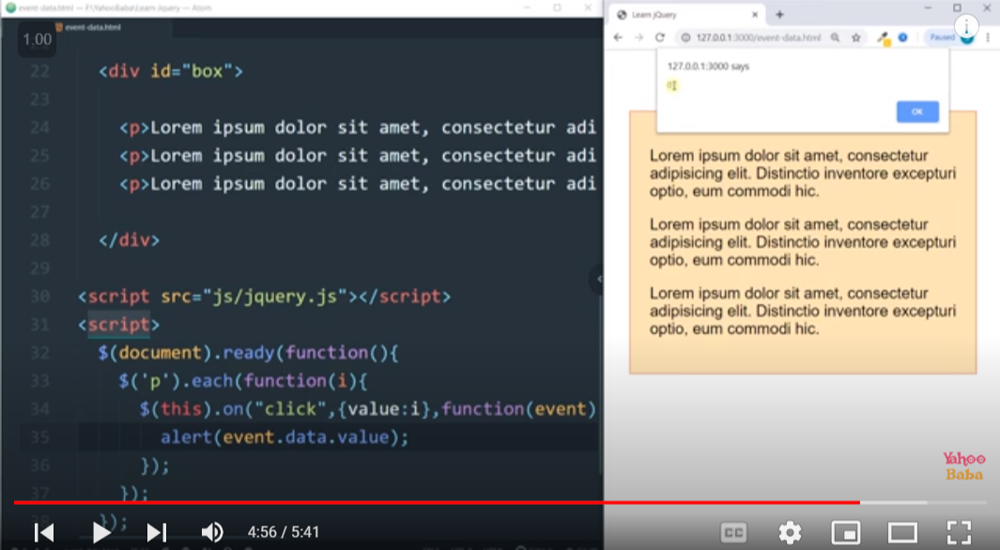 event-data.html — F:\YahooBaba\Learn-Jquery — Atom
event-data.html
1.00
22 <div id="box">
23
24 <p>Lorem ipsum dolor sit amet, consectetur adi
25 <p>Lorem ipsum dolor sit amet, consectetur adi
26 <p>Lorem ipsum dolor sit amet, consectetur adi
27
28 </div>
29
30 <script src="js/jquery.js"></script>
31 <script>
32 $(document).ready(function(){
33 $('p').each(function(i){
34 $(this).on("click",{value:i},function(event)
35 alert(event.data.value);
36 });
37 });
38 });
4:56 / 5:41
CC
Learn jQuery
127.0.0.1:3000/event-data.html
Paused
127.0.0.1:3000 says
0
OK
Lorem ipsum dolor sit amet, consectetur
adipisicing elit. Distinctio inventore excepturi
optio, eum commodi hic.
Lorem ipsum dolor sit amet, consectetur
adipisicing elit. Distinctio inventore excepturi
optio, eum commodi hic.
Lorem ipsum dolor sit amet, consectetur
adipisicing elit. Distinctio inventore excepturi
optio, eum commodi hic.
Yahoo
Baba